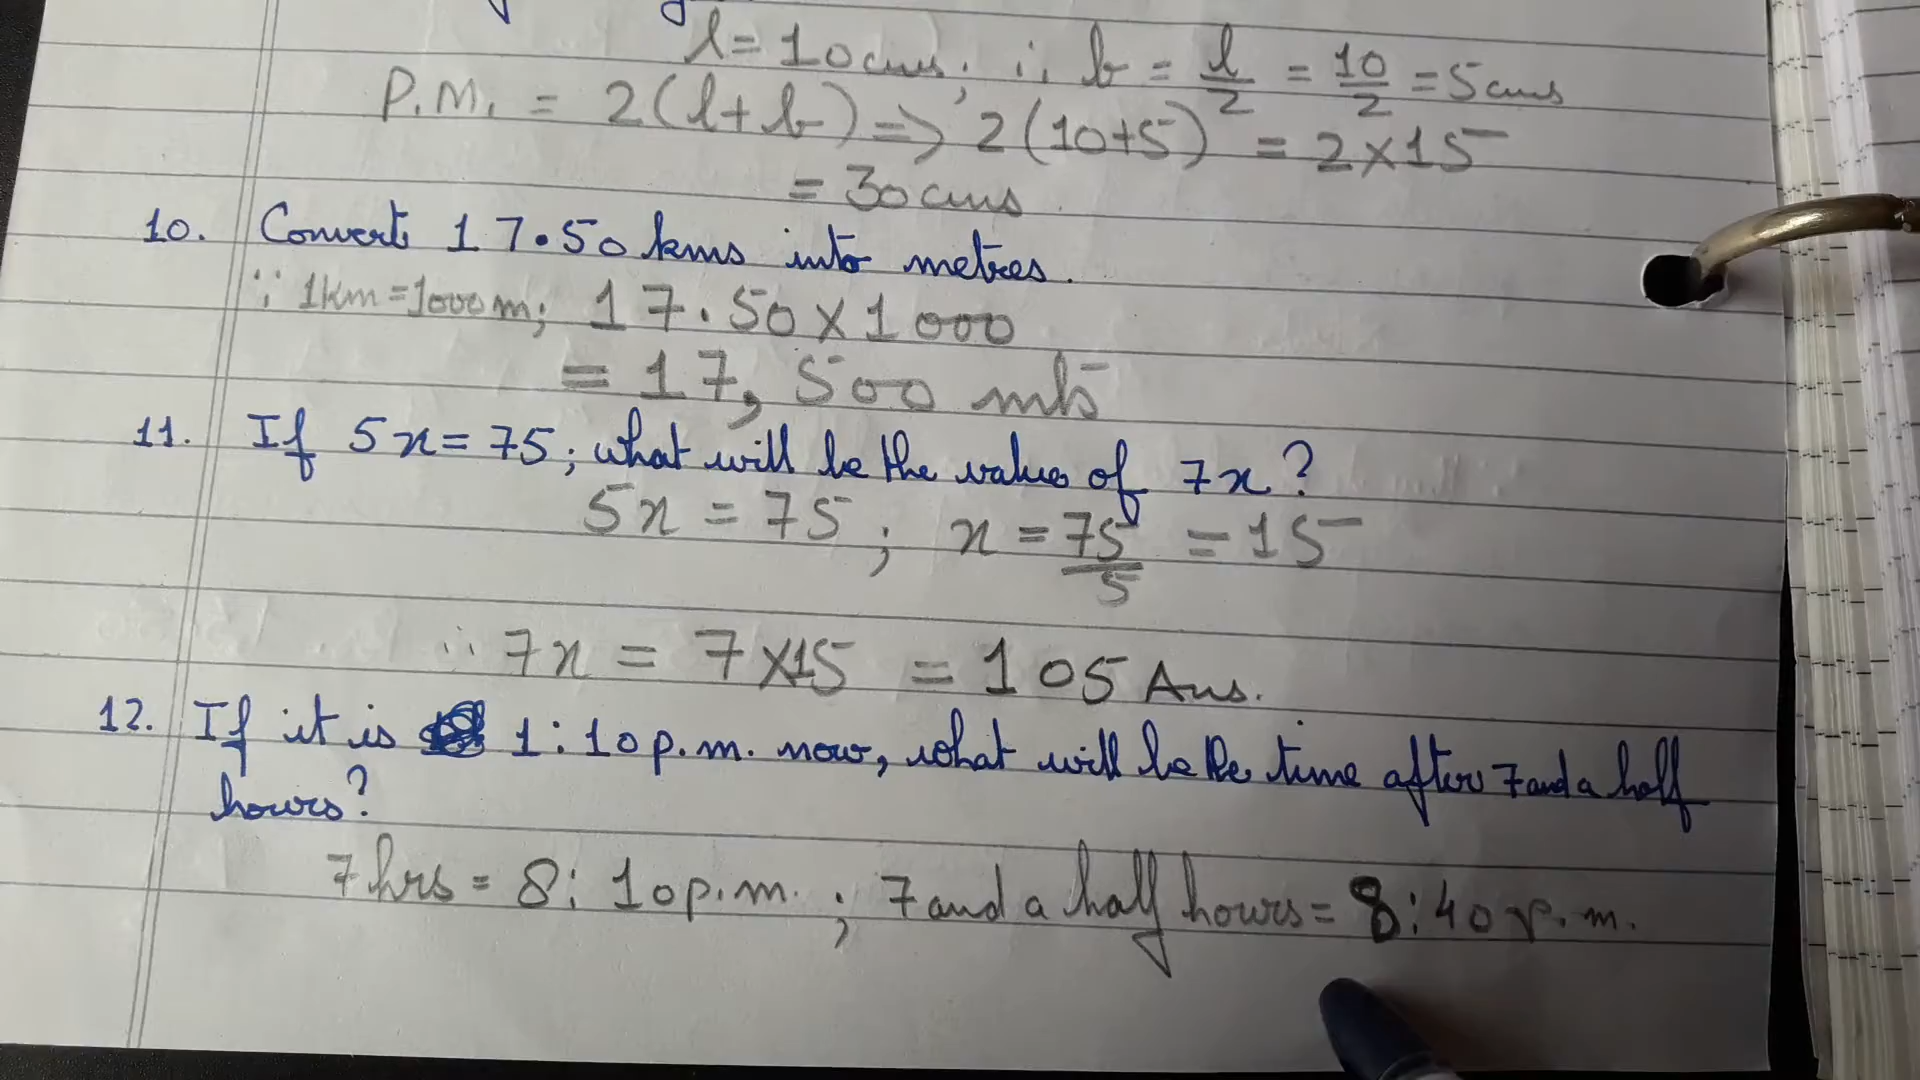 l = 10 cms; ∴ b = l/2 = 10/2 = 5 cms
P.M. = 2(l+b) => 2(10+5) = 2×15
= 30 cms
10. Convert 17.50 kms into metres.
∵ 1km = 1000 m; 17.50 × 1000
= 17,500 mts
11. If 5x = 75; what will be the value of 7x?
5x = 75; x = 75/5 = 15
∴ 7x = 7×15 = 105 Ans.
12. If it is 1:10 p.m. now, what will be the time after 7 and a half
hours?
7 hrs = 8:10 p.m. ; 7 and a half hours = 8:40 p.m.